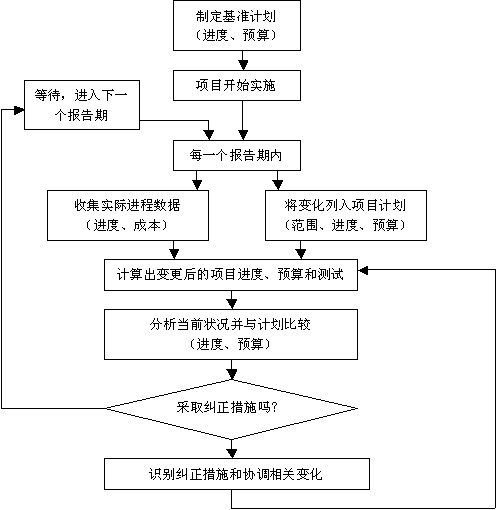 制定基准计划
（进度、预算）
项目开始实施
等待，进入下一
个报告期
每一个报告期内
收集实际进程数据
（进度、成本）
将变化列入项目计划
（范围、进度、预算）
计算出变更后的项目进度、预算和测试
分析当前状况并与计划比较
（进度、预算）
采取纠正措施吗？
识别纠正措施和协调相关变化